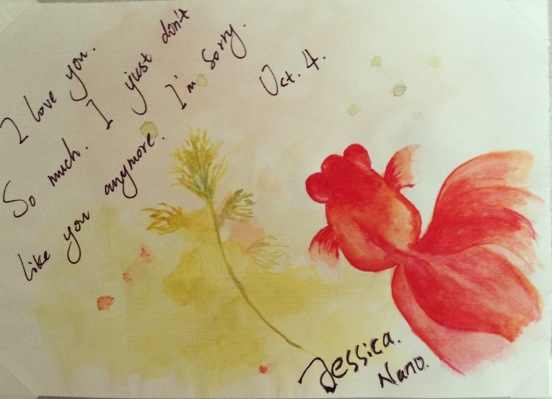 I love you.
So much. I just don't
like you anymore. I'm sorry.
Oct. 4.
Jessica.
Nano.